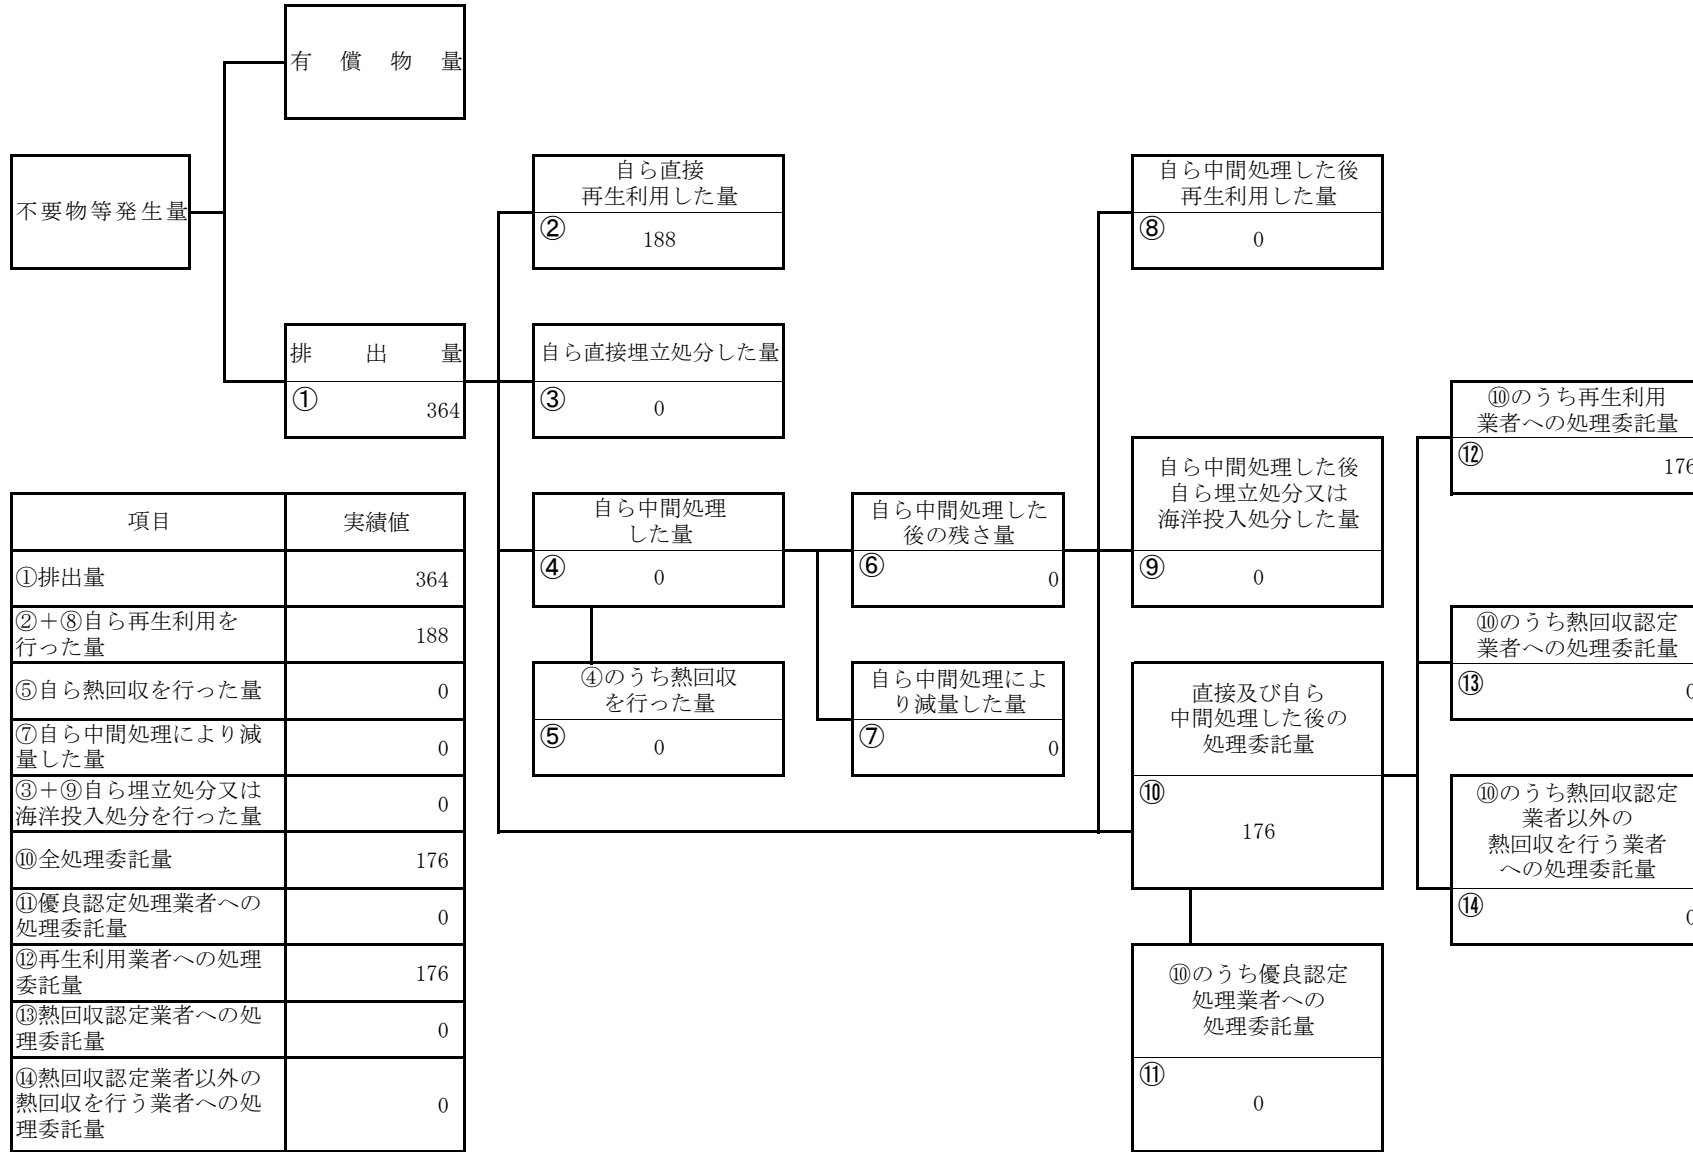 有償物量
不要物等発生量
排出量
①
364
自ら直接
再生利用した量
②
188
自ら直接埋立処分した量
③
0
自ら中間処理
した量
④
0
④のうち熱回収
を行った量
⑤
0
自ら中間処理した
後の残さ量
⑥
0
自ら中間処理によ
り減量した量
⑦
0
自ら中間処理した後
再生利用した量
⑧
0
自ら中間処理した後
自ら埋立処分又は
海洋投入処分した量
⑨
0
直接及び自ら
中間処理した後の
処理委託量
⑩
176
⑩のうち優良認定
処理業者への
処理委託量
⑪
0
⑩のうち再生利用
業者への処理委託量
⑫
176
⑩のうち熱回収認定
業者への処理委託量
⑬
0
⑩のうち熱回収認定
業者以外の
熱回収を行う業者
への処理委託量
⑭
0
項目 実績値
①排出量 364
②＋⑧自ら再生利用を
行った量 188
⑤自ら熱回収を行った量 0
⑦自ら中間処理により減
量した量 0
③＋⑨自ら埋立処分又は
海洋投入処分を行った量 0
⑩全処理委託量 176
⑪優良認定処理業者への
処理委託量 0
⑫再生利用業者への処理
委託量 176
⑬熱回収認定業者への処
理委託量 0
⑭熱回収認定業者以外の
熱回収を行う業者への処
理委託量 0